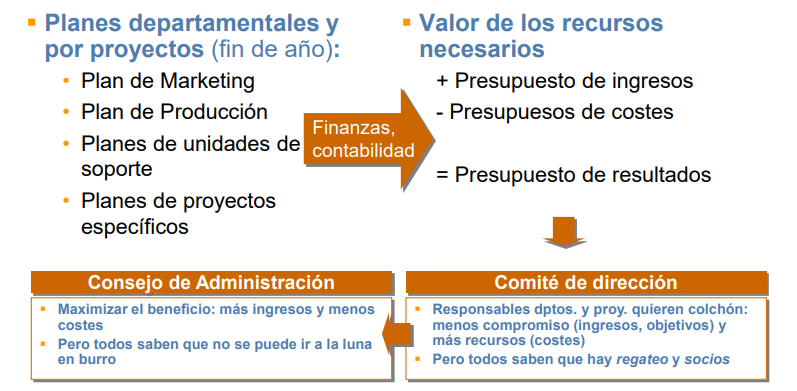 Planes departamentales y
por proyectos (fin de año):
• Plan de Marketing
• Plan de Producción
• Planes de unidades de
soporte
• Planes de proyectos
específicos
Finanzas,
contabilidad
Valor de los recursos
necesarios
+ Presupuesto de ingresos
- Presupuesos de costes
= Presupuesto de resultados
Comité de dirección
Responsables dptos. y proy. quieren colchón:
menos compromiso (ingresos, objetivos) y
más recursos (costes)
Pero todos saben que hay regateo y socios
Consejo de Administración
Maximizar el beneficio: más ingresos y menos
costes
Pero todos saben que no se puede ir a la luna
en burro